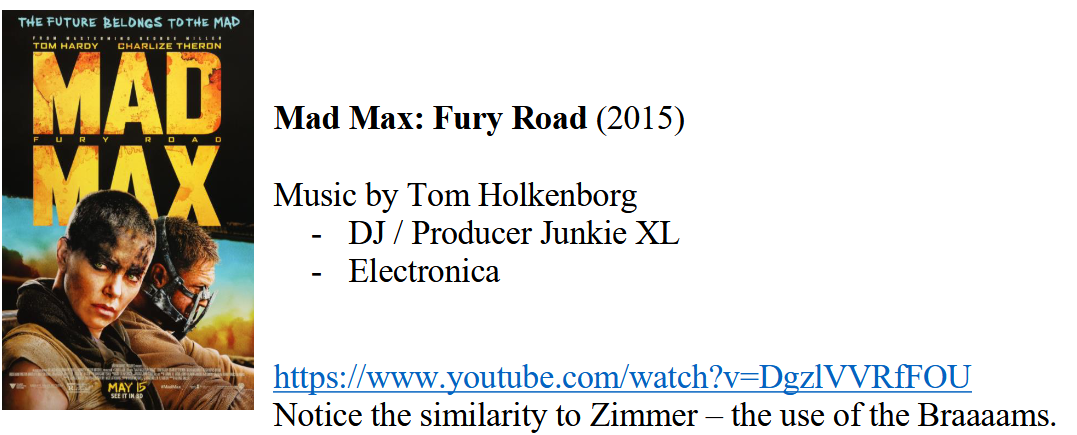 THE FUTURE BELONGS TO THE MAD
FROM MASTERMIND GEORGE MILLER
TOM HARDY CHARLIZE THERON
MAD
FURY ROAD
MAX
MAY 15
SEE IT IN 3D
Mad Max: Fury Road (2015)
Music by Tom Holkenborg
- DJ / Producer Junkie XL
- Electronica
https://www.youtube.com/watch?v=DgzlVVRfFOU
Notice the similarity to Zimmer – the use of the Braaaams.